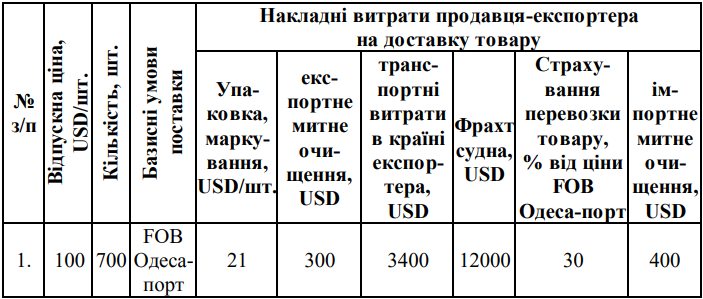 Накладні витрати продавця-експортера
на доставку товару
№
з/п
Відпускна ціна,
USD/шт.
Кількість, шт.
Базисні умови
поставки
Упа-
ковка,
марку-
вання,
USD/шт.
екс-
портне
митне
очи-
щення,
USD
транс-
портні
витрати
в країні
експор-
тера,
USD
Фрахт
судна,
USD
Страху-
вання
перевозки
товару,
% від ціни
FOB
Одеса-порт
ім-
портне
митне
очи-
щення,
USD
1.
100
700
FOB
Одеса-
порт
21
300
3400
12000
30
400